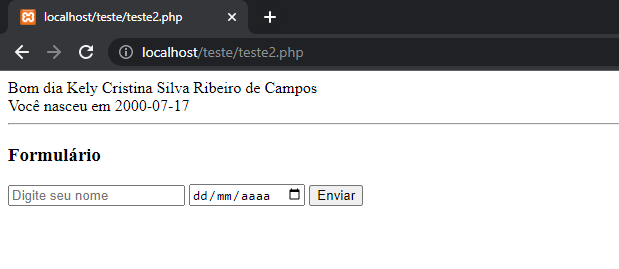 localhost/teste/teste2.php
localhost/teste/teste2.php
Bom dia Kely Cristina Silva Ribeiro de Campos
Você nasceu em 2000-07-17
Formulário
Digite seu nome dd/mm/aaaa Enviar